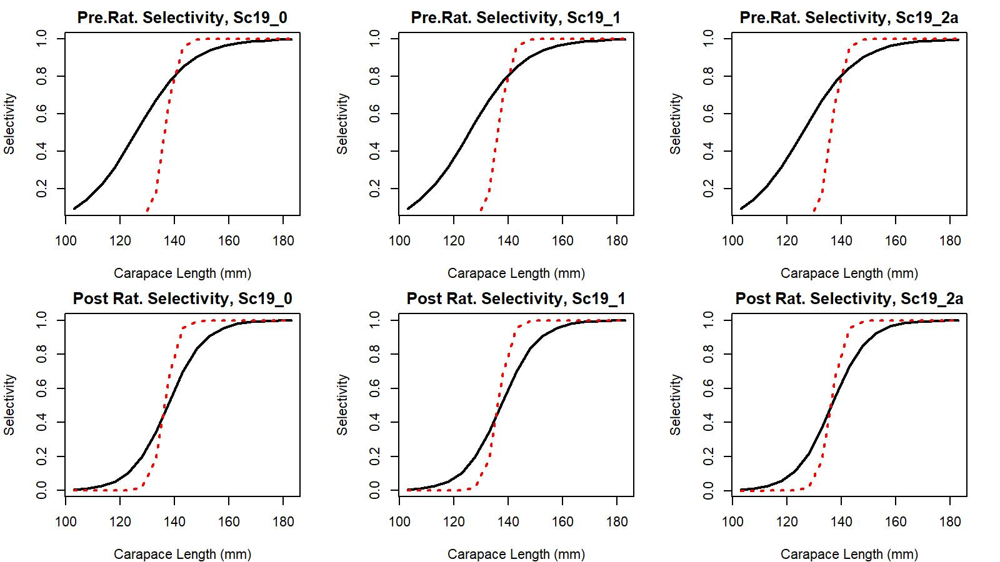 Pre.Rat. Selectivity, Sc19_0
Selectivity
1.0
0.8
0.6
0.4
0.2
100 120 140 160 180
Carapace Length (mm)
Pre.Rat. Selectivity, Sc19_1
Selectivity
1.0
0.8
0.6
0.4
0.2
100 120 140 160 180
Carapace Length (mm)
Pre.Rat. Selectivity, Sc19_2a
Selectivity
1.0
0.8
0.6
0.4
0.2
100 120 140 160 180
Carapace Length (mm)
Post Rat. Selectivity, Sc19_0
Selectivity
1.0
0.8
0.6
0.4
0.2
0.0
100 120 140 160 180
Carapace Length (mm)
Post Rat. Selectivity, Sc19_1
Selectivity
1.0
0.8
0.6
0.4
0.2
0.0
100 120 140 160 180
Carapace Length (mm)
Post Rat. Selectivity, Sc19_2a
Selectivity
1.0
0.8
0.6
0.4
0.2
0.0
100 120 140 160 180
Carapace Length (mm)